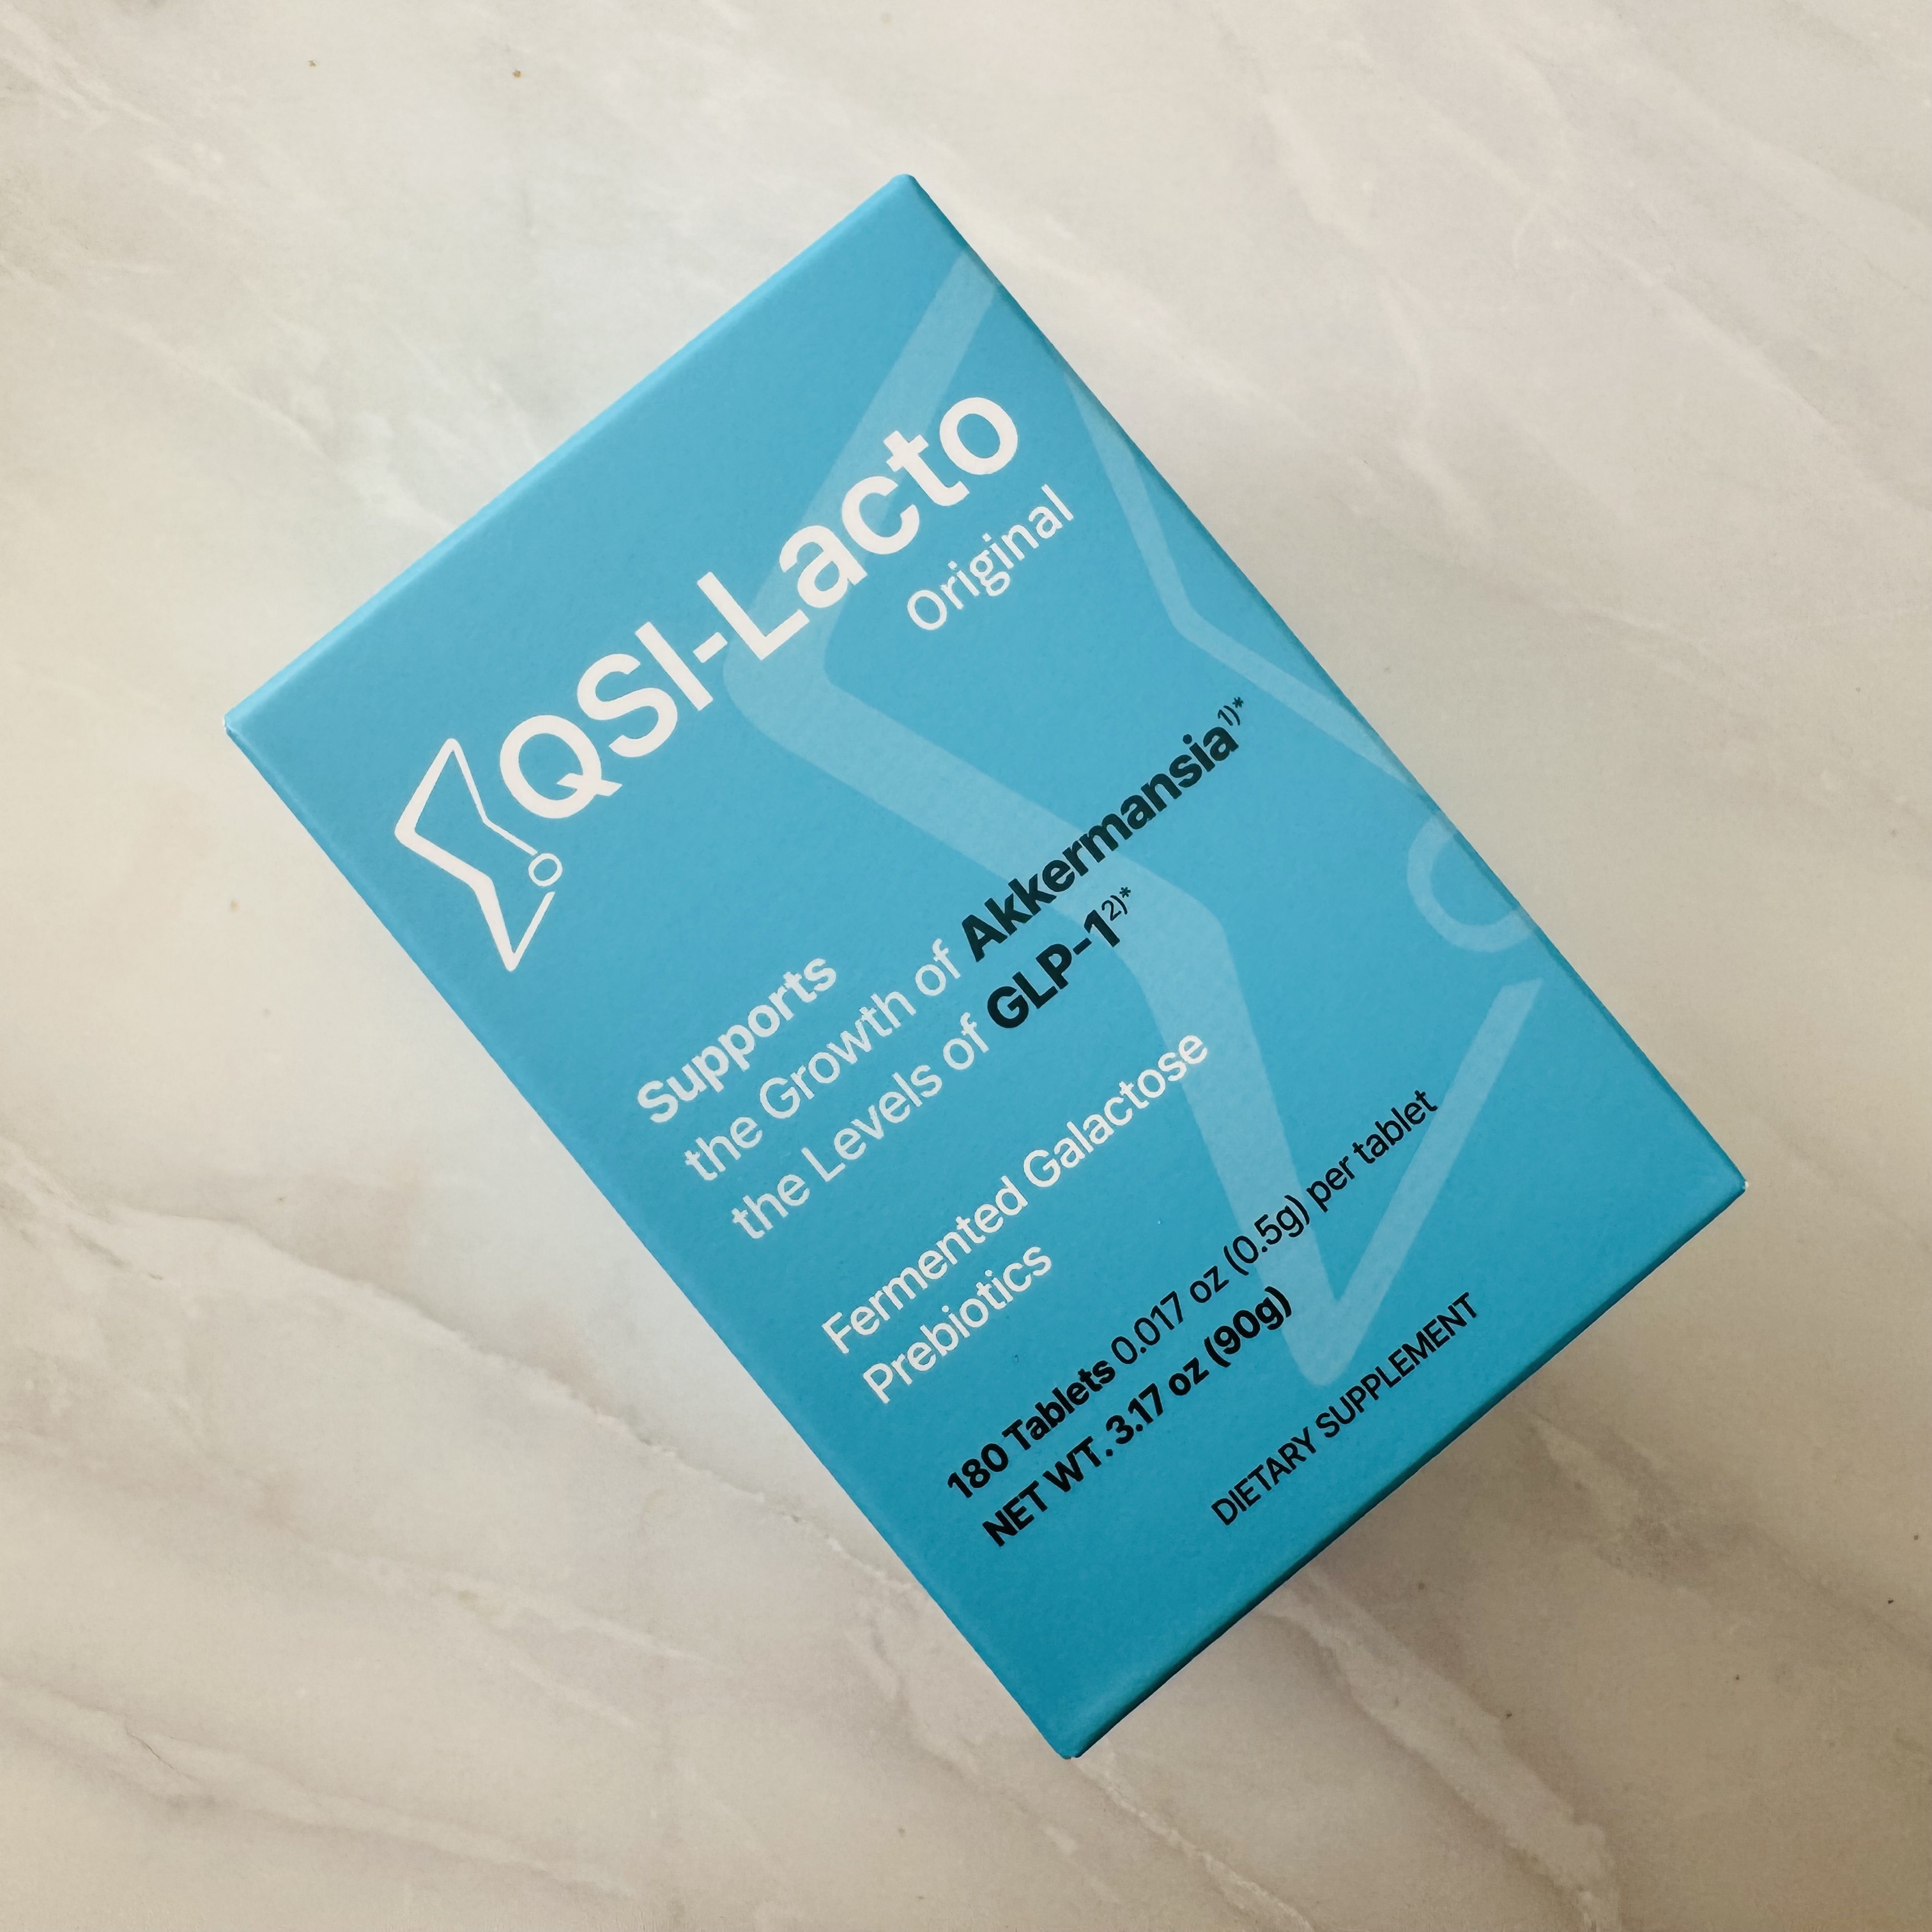 QSI-Lacto
Original
Supports
the Growth of Akkermansia1)*
the Levels of GLP-12)*
Fermented Galactose
Prebiotics
180 Tablets 0.017 oz (0.5g) per tablet
NET WT. 3.17 oz (90g)
DIETARY SUPPLEMENT